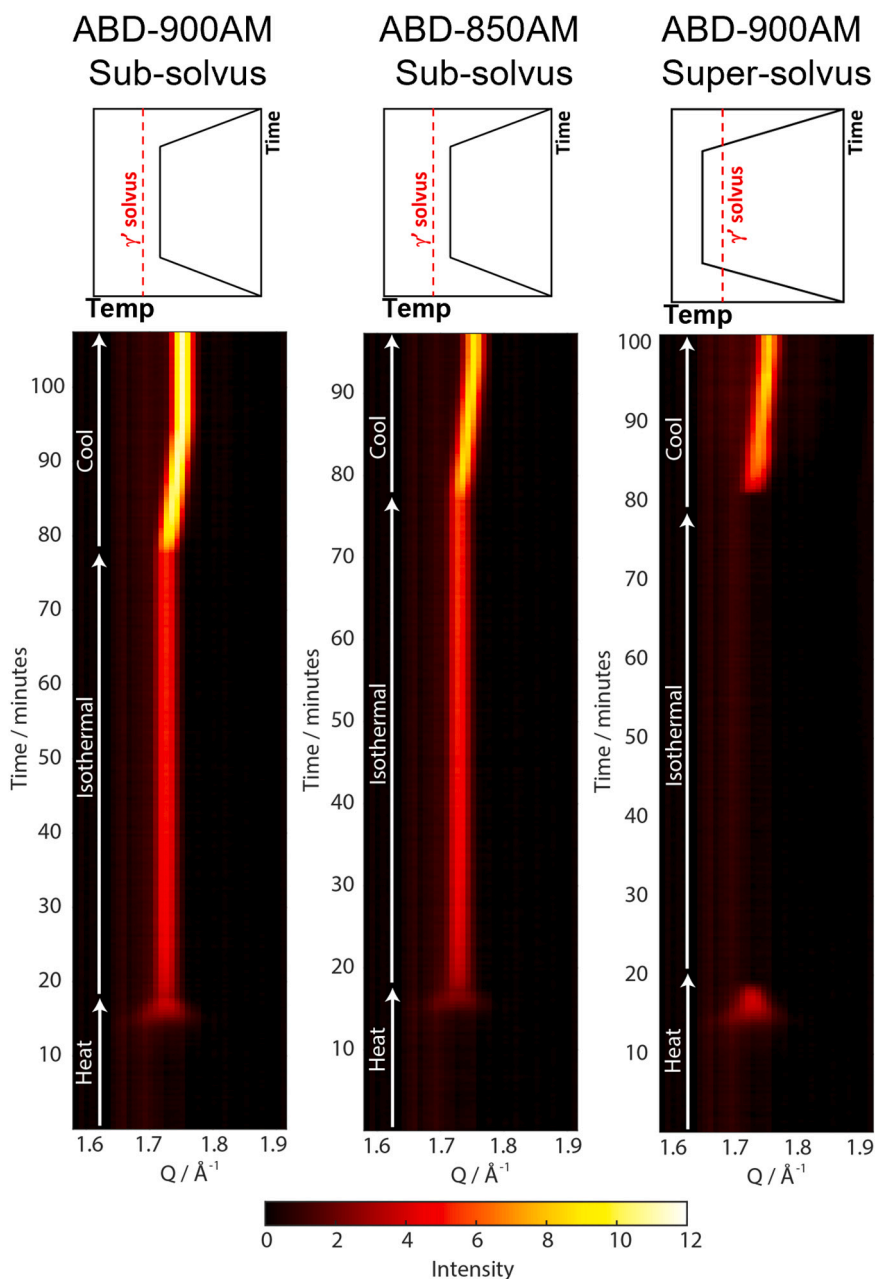 ABD-900AM
Sub-solvus
ABD-850AM
Sub-solvus
ABD-900AM
Super-solvus
γ' solvus
Time
Temp
γ' solvus
Time
Temp
γ' solvus
Time
Temp
Time / minutes
100
90
80
70
60
50
40
30
20
10
Cool
Isothermal
Heat
1.6
1.7
1.8
1.9
Q / Å⁻¹
Time / minutes
90
80
70
60
50
40
30
20
10
Cool
Isothermal
Heat
1.6
1.7
1.8
1.9
Q / Å⁻¹
Time / minutes
100
90
80
70
60
50
40
30
20
10
Cool
Isothermal
Heat
1.6
1.7
1.8
1.9
Q / Å⁻¹
0
2
4
6
8
10
12
Intensity